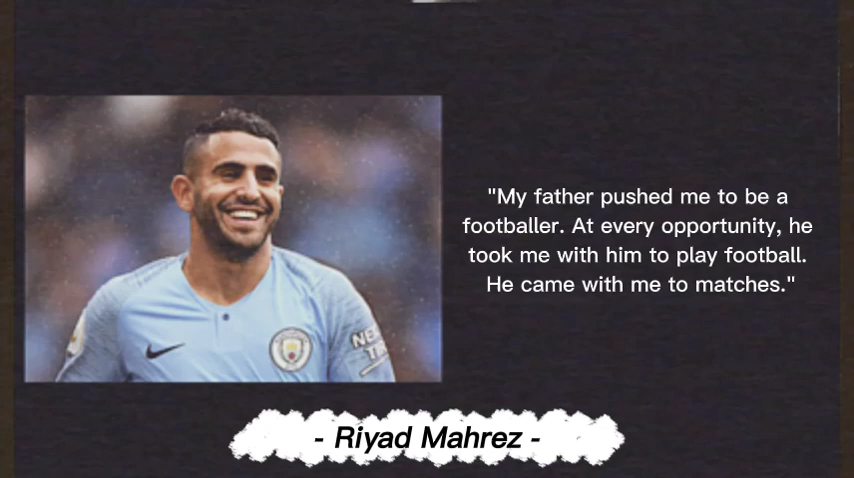 "My father pushed me to be a
footballer. At every opportunity, he
took me with him to play football.
He came with me to matches."
- Riyad Mahrez -